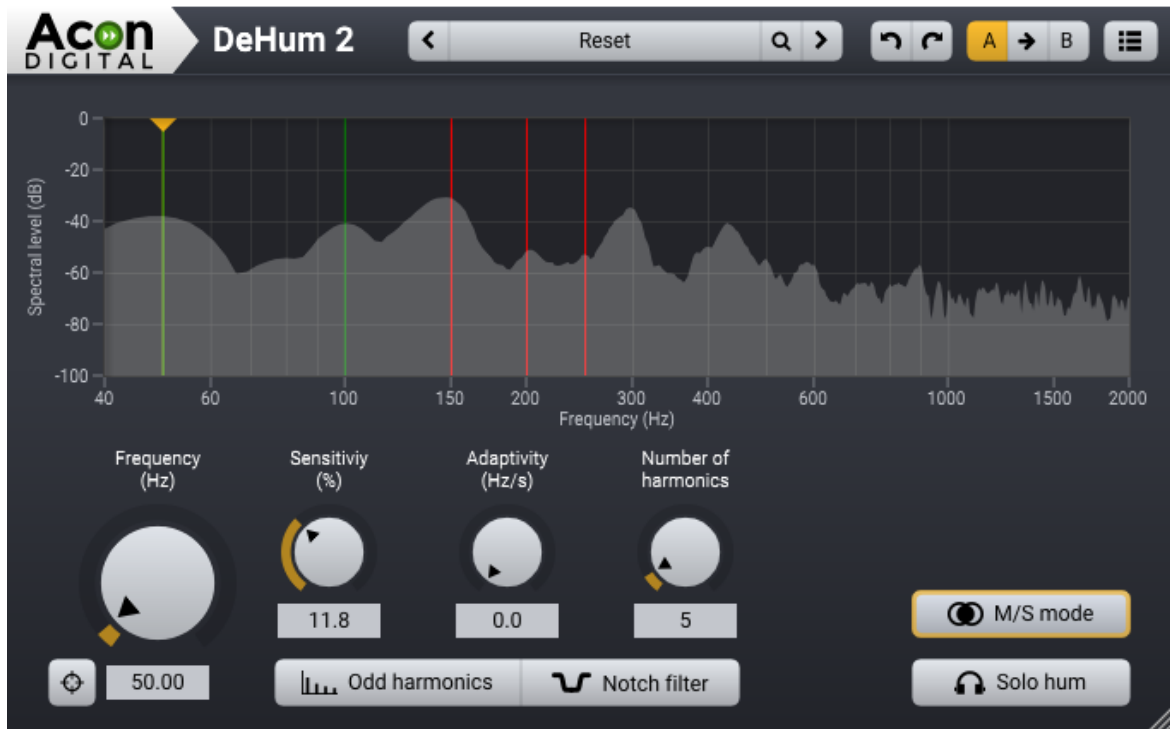 Acon
DIGITAL
DeHum 2
Reset
A
B
Spectral level (dB)
0
-20
-40
-60
-80
-100
40
60
100
150
200
300
400
600
1000
1500
2000
Frequency (Hz)
Frequency
(Hz)
Sensitiviy
(%)
Adaptivity
(Hz/s)
Number of
harmonics
11.8
0.0
5
M/S mode
50.00
Odd harmonics
Notch filter
Solo hum